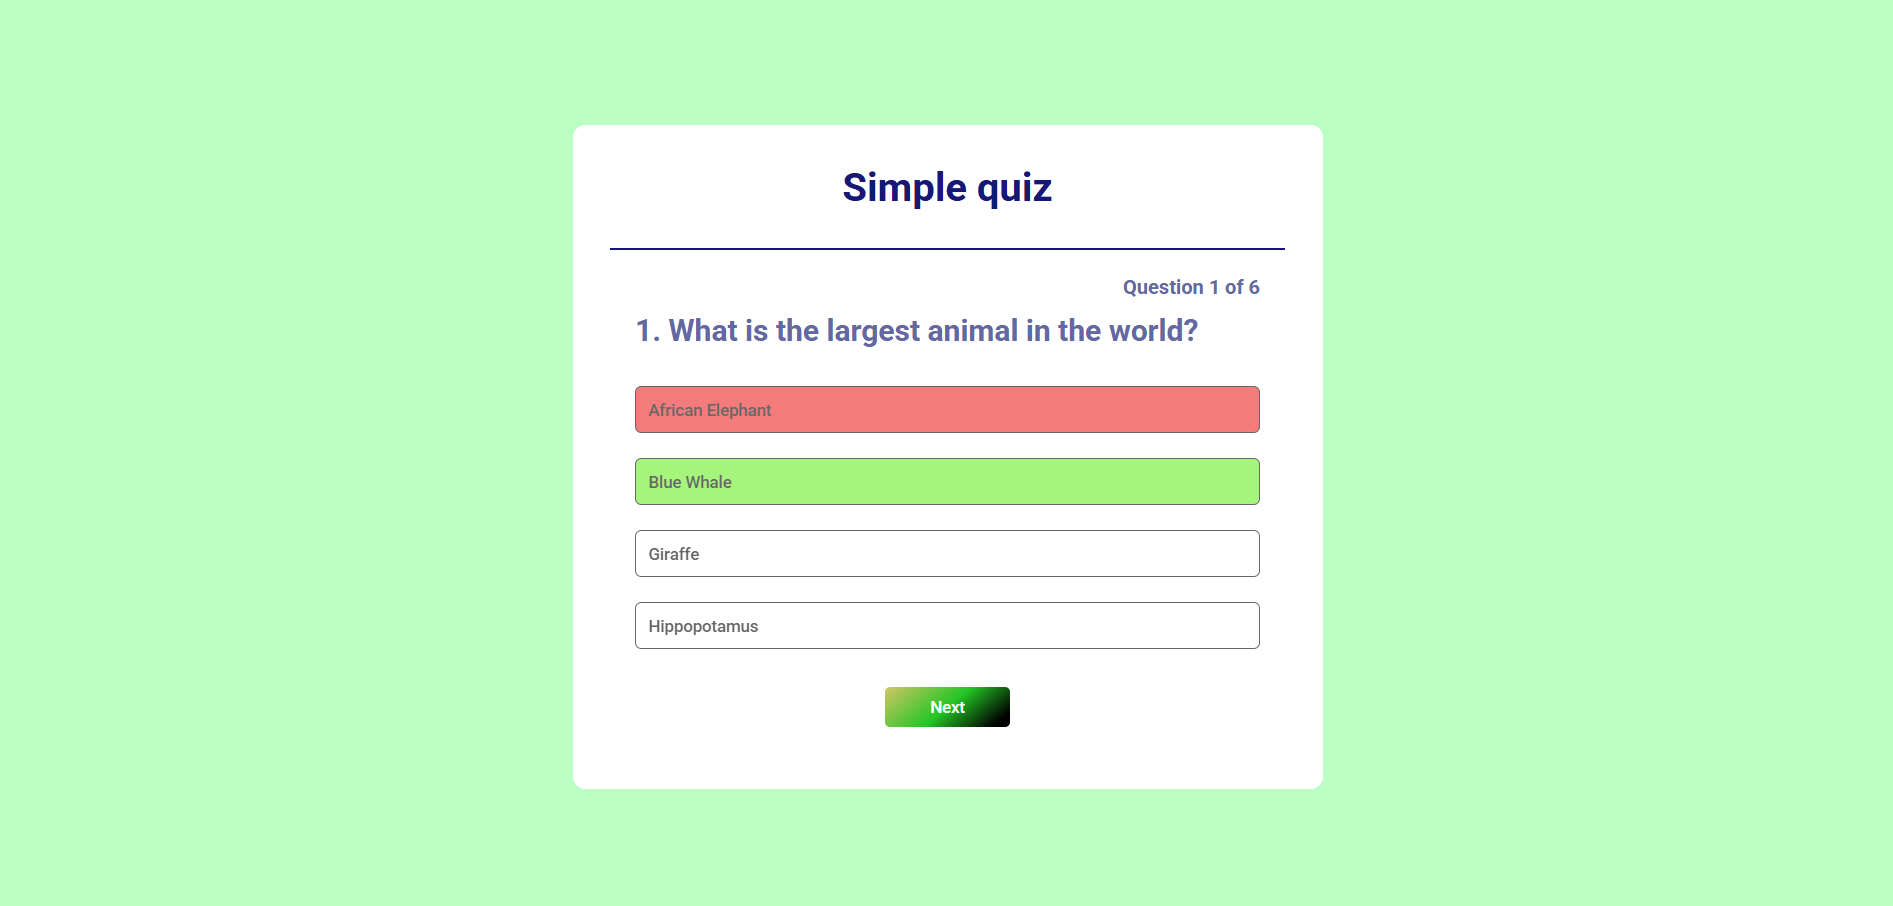 Simple quiz
Question 1 of 6
1. What is the largest animal in the world?
African Elephant
Blue Whale
Giraffe
Hippopotamus
Next